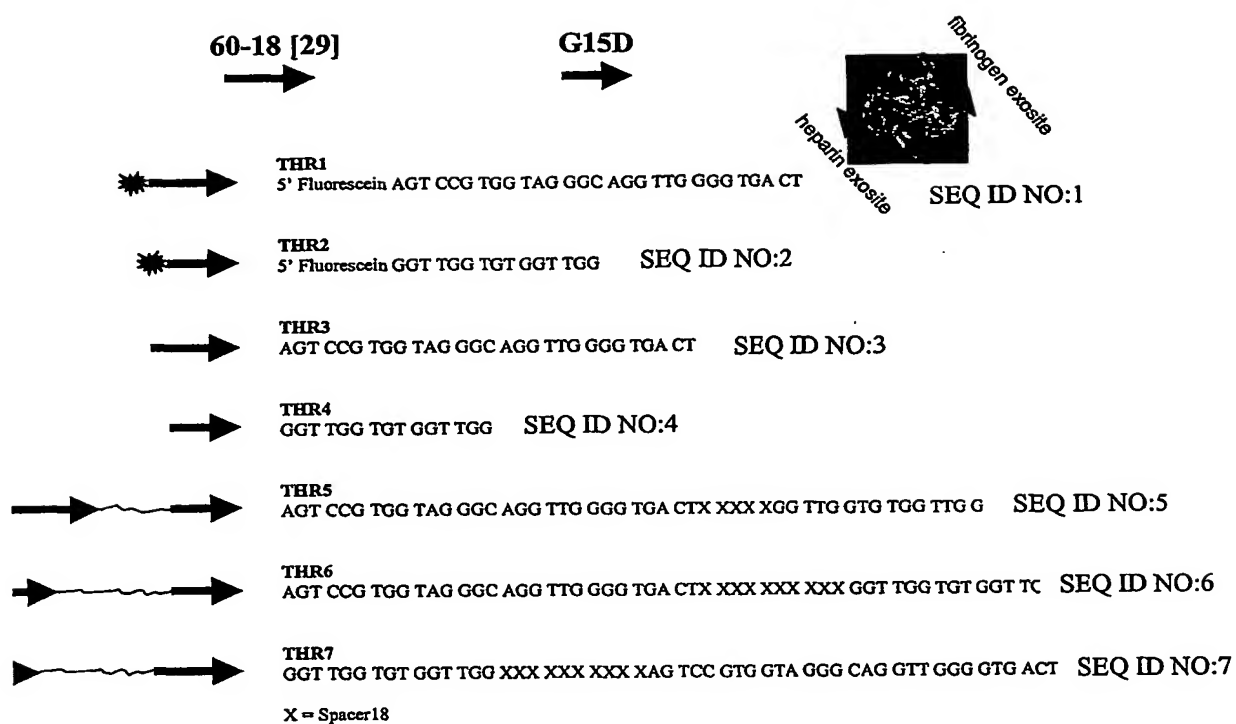 60-18 [29]
G15D
fibrinogen exosite
heparin exosite
THR1
5' Fluorescein AGT CCG TGG TAG GGC AGG TTG GGG TGA CT
SEQ ID NO:1
THR2
5' Fluorescein GGT TGG TGT GGT TGG SEQ ID NO:2
THR3
AGT CCG TGG TAG GGC AGG TTG GGG TGA CT SEQ ID NO:3
THR4
GGT TGG TGT GGT TGG SEQ ID NO:4
THR5
AGT CCG TGG TAG GGC AGG TTG GGG TGA CTX XXX XGG TTG GTG TGG TTG G SEQ ID NO:5
THR6
AGT CCG TGG TAG GGC AGG TTG GGG TGA CTX XXX XXX XXX GGT TGG TGT GGT SEQ ID NO:6
THR7
GGT TGG TGT GGT TGG XXX XXX XXX XAG TCC GTG GTA GGG CAG GTT GGG GTG ACT SEQ ID NO:7
X = Spacer18